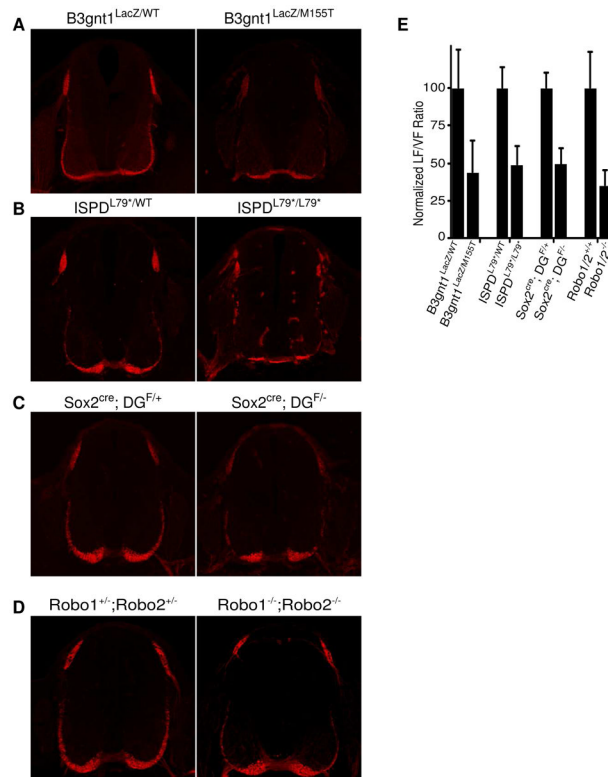 A
B3gnt1LacZ/WT
B3gnt1LacZ/M155T
B
ISPDL79*/WT
ISPDL79*/L79*
C
Sox2cre; DGF/+
Sox2cre; DGF/-
D
Robo1+/-;Robo2+/-
Robo1-/-;Robo2-/-
E
Normalized LF/VF Ratio
100
75
50
25
0
B3gnt1LacZ/WT
B3gnt1LacZ/M155T
ISPDL79*/WT
ISPDL79*/L79*
Sox2cre; DGF/+
Sox2cre; DGF/-
Robo1/2+/+
Robo1/2-/-